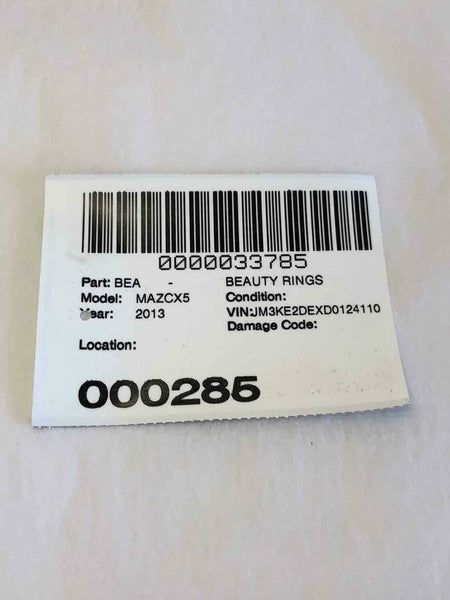 0000033785
Part: BEA - BEAUTY RINGS
Model: MAZCX5 Condition:
Year: 2013 VIN:JM3KE2DEXD0124110
Damage Code:
Location:
000285